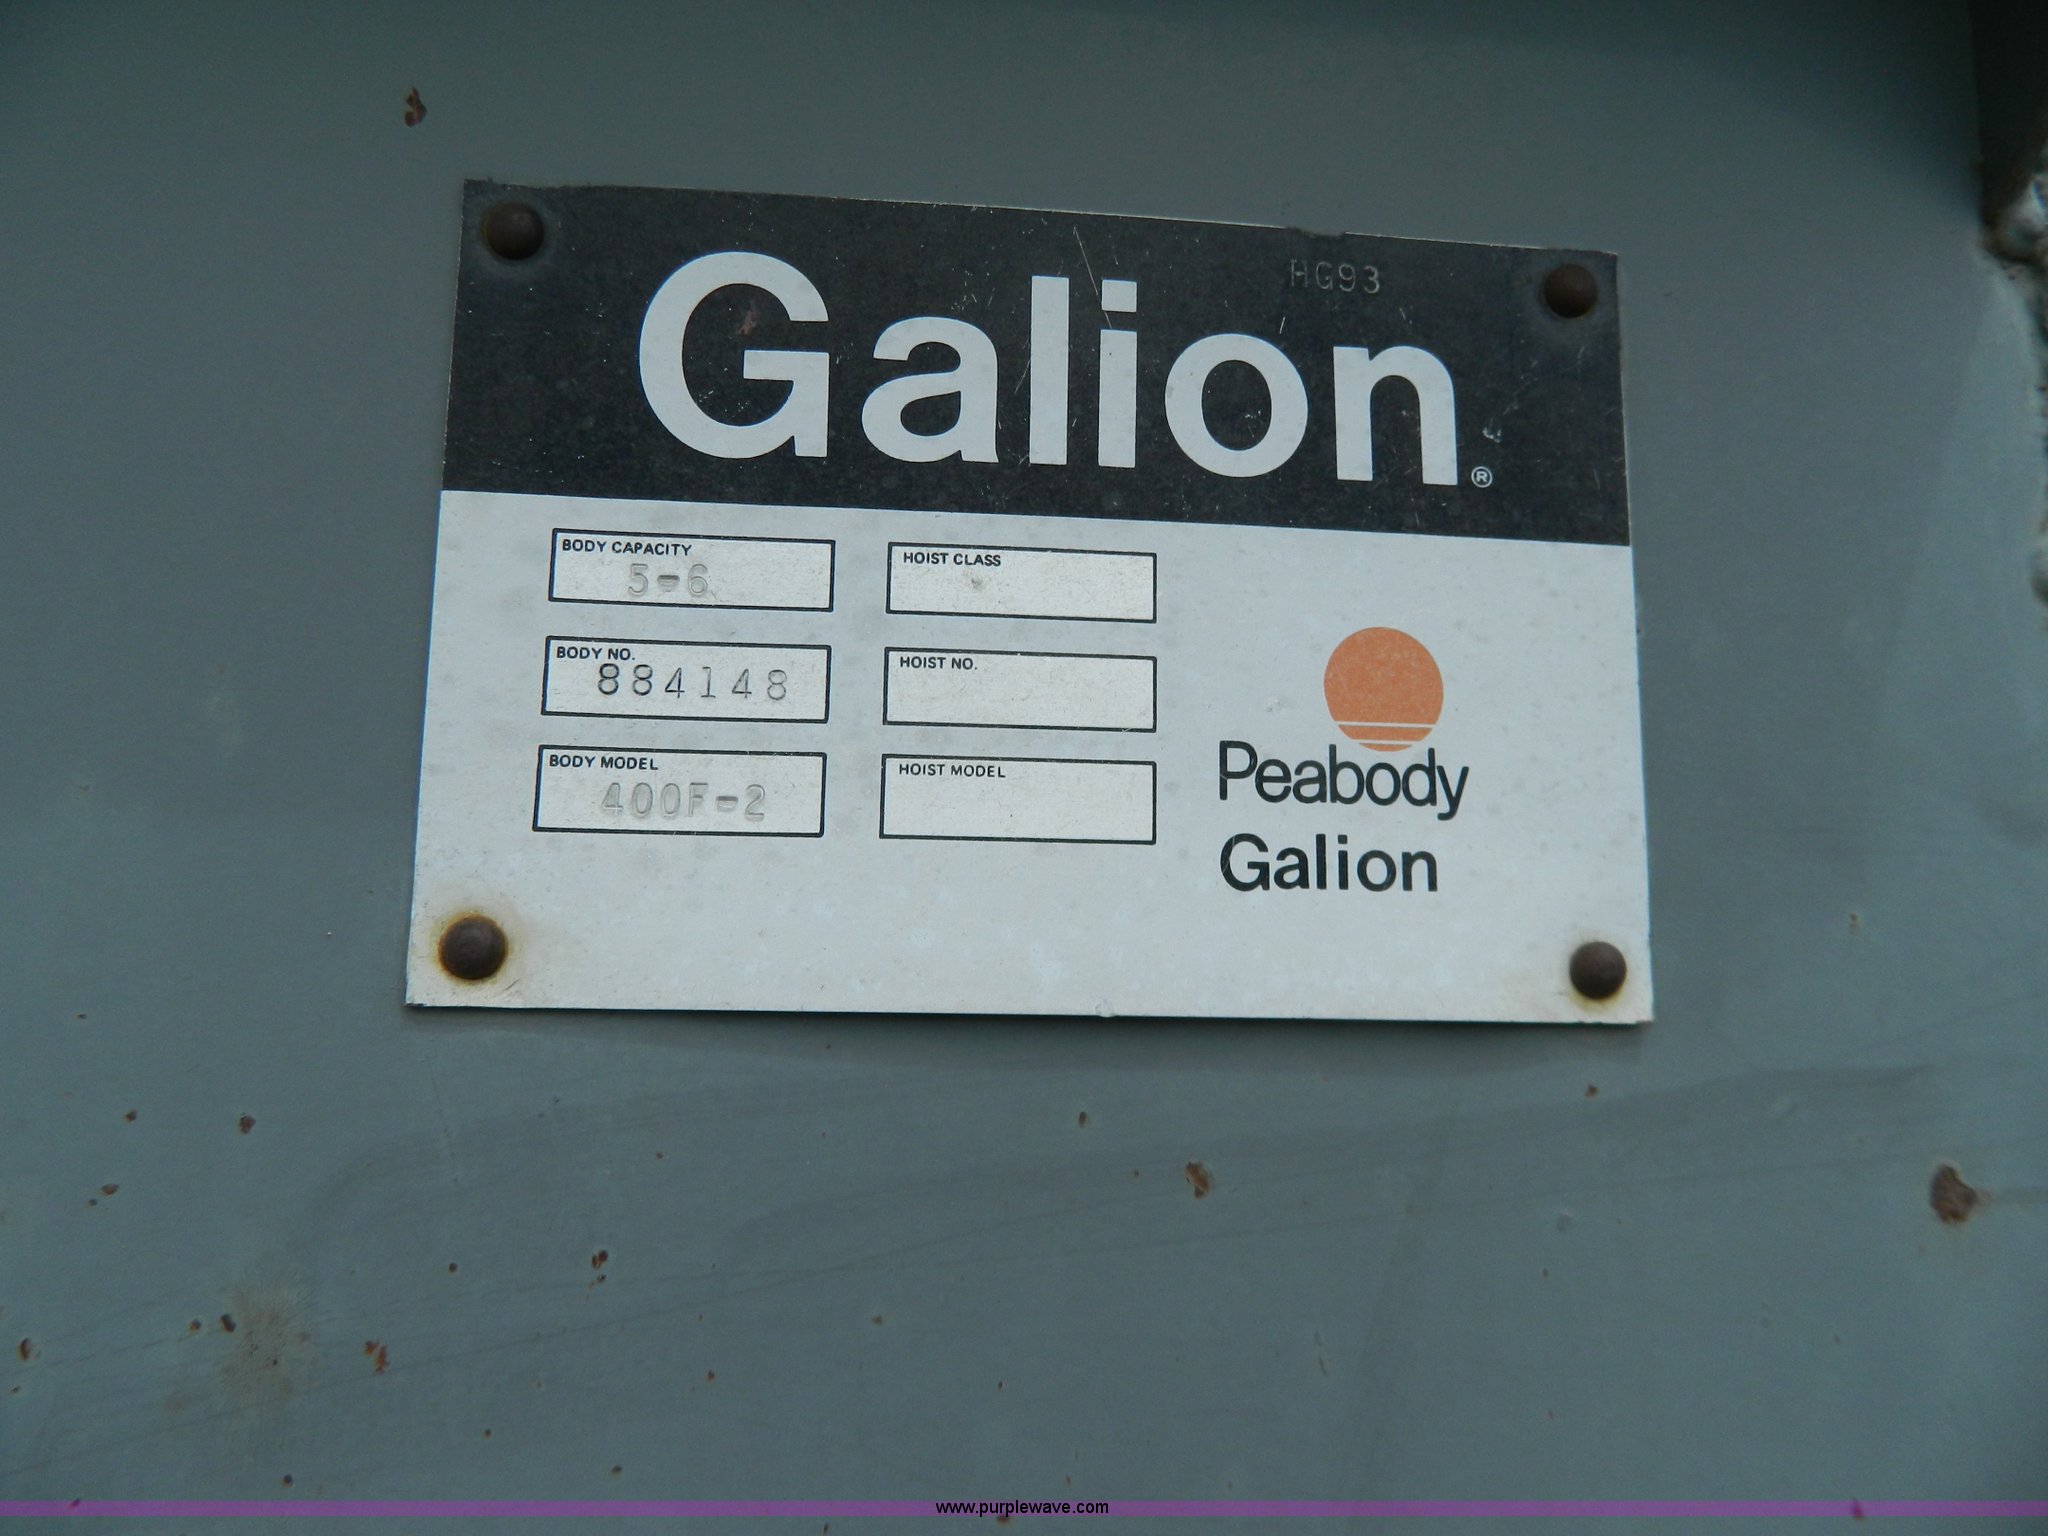 HG93
Galion®
BODY CAPACITY
5-6
HOIST CLASS
BODY NO.
884148
HOIST NO.
BODY MODEL
400F-2
HOIST MODEL
Peabody
Galion
www.purplewave.com